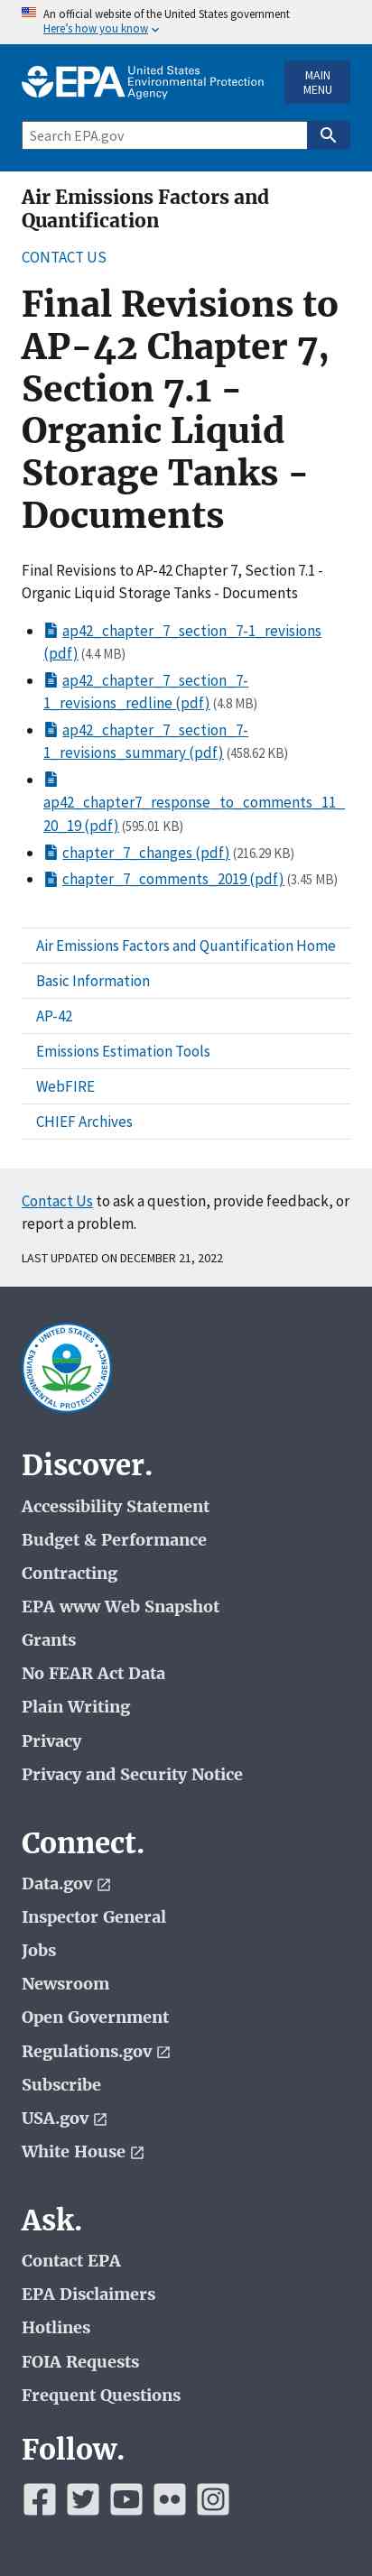 An official website of the United States government
Here's how you know
EPA
United States
Environmental Protection
Agency
MAIN
MENU
Search EPA.gov
Air Emissions Factors and
Quantification
CONTACT US
Final Revisions to
AP-42 Chapter 7,
Section 7.1 -
Organic Liquid
Storage Tanks -
Documents
Final Revisions to AP-42 Chapter 7, Section 7.1 -
Organic Liquid Storage Tanks - Documents
ap42_chapter_7_section_7-1_revisions
(pdf) (4.4 MB)
ap42_chapter_7_section_7-
1_revisions_redline (pdf) (4.8 MB)
ap42_chapter_7_section_7-
1_revisions_summary (pdf) (458.62 KB)
ap42_chapter7_response_to_comments_11_
20_19 (pdf) (595.01 KB)
chapter_7_changes (pdf) (216.29 KB)
chapter_7_comments_2019 (pdf) (3.45 MB)
Air Emissions Factors and Quantification Home
Basic Information
AP-42
Emissions Estimation Tools
WebFIRE
CHIEF Archives
Contact Us to ask a question, provide feedback, or
report a problem.
LAST UPDATED ON DECEMBER 21, 2022
UNITED STATES
ENVIRONMENTAL PROTECTION AGENCY
Discover.
Accessibility Statement
Budget & Performance
Contracting
EPA www Web Snapshot
Grants
No FEAR Act Data
Plain Writing
Privacy
Privacy and Security Notice
Connect.
Data.gov
Inspector General
Jobs
Newsroom
Open Government
Regulations.gov
Subscribe
USA.gov
White House
Ask.
Contact EPA
EPA Disclaimers
Hotlines
FOIA Requests
Frequent Questions
Follow.